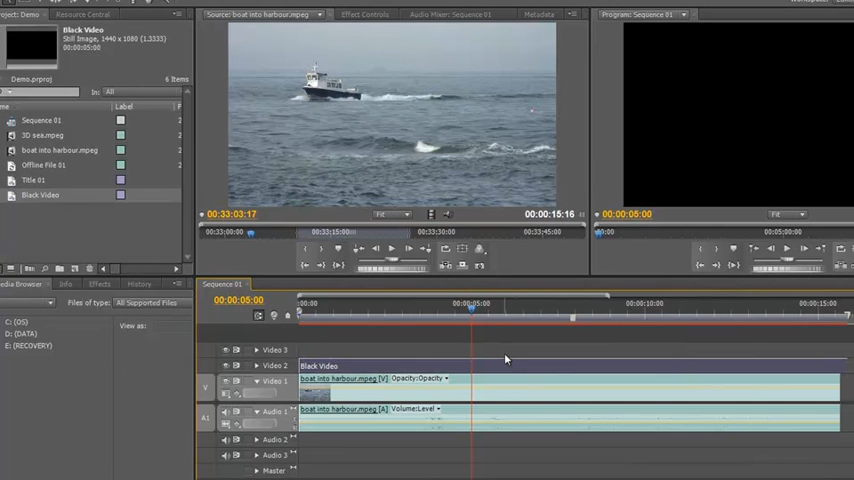 roject: Demo
Resource Central
Black Video
Still Image, 1440 x 1080 (1.3333)
00:00:05:00
Demo.prproj
6 Items
In: All
Label
Sequence 01
3D sea.mpeg
boat into harbour.mpeg
Offline File 01
Title 01
Black Video
Source: boat into harbour.mpeg
Effect Controls
Audio Mixer: Sequence 01
Metadata
00:33:03:17
Fit
00:00:15:16
00:33:00:00
00:33:15:00
00:33:30:00
00:33:45:00
Program: Sequence 01
00:00:05:00
Fit
00:00
00:05:00:00
edia Browser
Info
Effects
History
Files of type: All Supported Files
C: (OS)
D: (DATA)
E: (RECOVERY)
View as:
Sequence 01
00:00:05:00
:00:00
00:00:05:00
00:00:10:00
00:00:15:00
Video 3
Video 2
Black Video
V
Video 1
boat into harbour.mpeg [V] Opacity:Opacity
A1
Audio 1
boat into harbour.mpeg [A] Volume:Level
Audio 2
Audio 3
Master